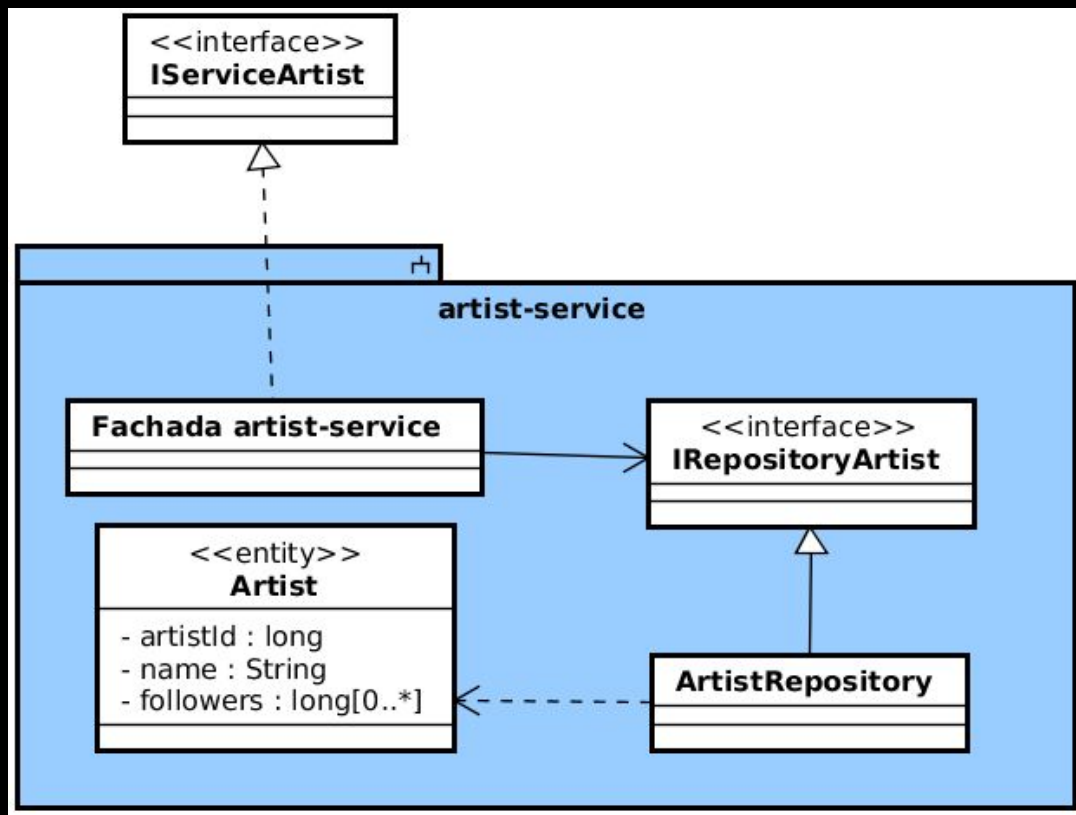 <<interface>>
IServiceArtist
artist-service
Fachada artist-service
<<interface>>
IRepositoryArtist
<<entity>>
Artist
- artistId : long
- name : String
- followers : long[0..*]
ArtistRepository